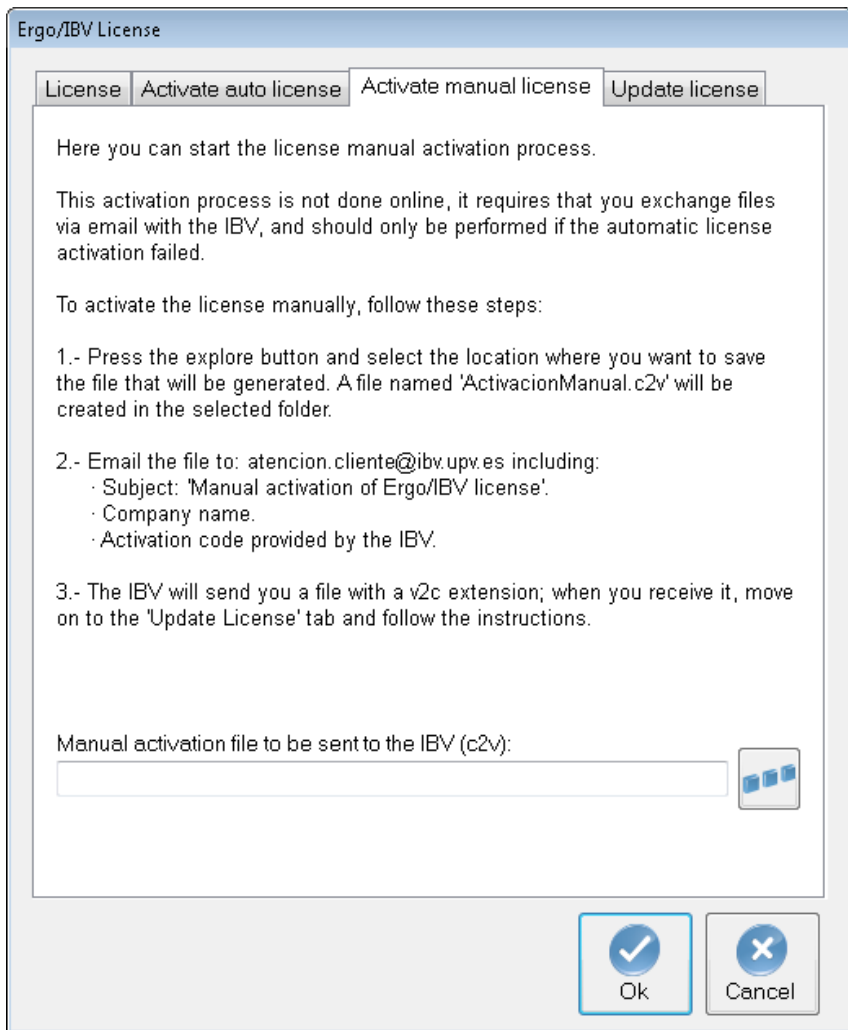 Ergo/IBV License
License Activate auto license Activate manual license Update license
Here you can start the license manual activation process.
This activation process is not done online, it requires that you exchange files
via email with the IBV, and should only be performed if the automatic license
activation failed.
To activate the license manually, follow these steps:
1.- Press the explore button and select the location where you want to save
the file that will be generated. A file named 'ActivacionManual.c2v' will be
created in the selected folder.
2.- Email the file to: atencion.cliente@ibv.upv.es including:
· Subject: 'Manual activation of Ergo/IBV license'.
· Company name.
· Activation code provided by the IBV.
3.- The IBV will send you a file with a v2c extension; when you receive it, move
on to the 'Update License' tab and follow the instructions.
Manual activation file to be sent to the IBV (c2v):
Ok Cancel